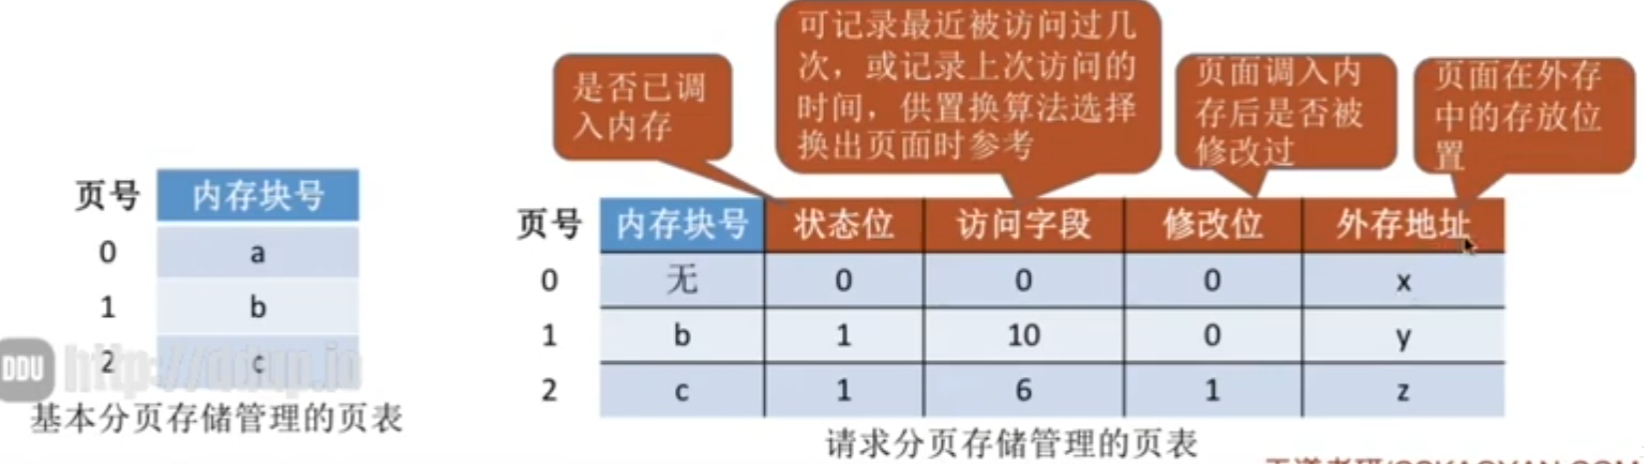 是否已调
入内存
可记录最近被访问过几
次，或记录上次访问的
时间，供置换算法选择
换出页面时参考
页面调入内
存后是否被
修改过
页面在外存
中的存放位
置
页号 内存块号
0 a
1 b
2 c
基本分页存储管理的页表
页号 内存块号 状态位 访问字段 修改位 外存地址
0 无 0 0 0 x
1 b 1 10 0 y
2 c 1 6 1 z
请求分页存储管理的页表
DDU